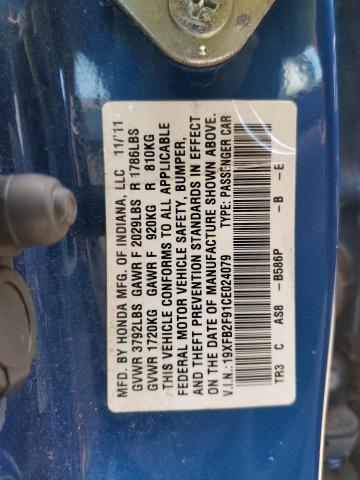 MFD. BY HONDA MFG. OF INDIANA, LLC 11/'11
GVWR 3792LBS GAWR F 2029LBS R 1786LBS
GVWR 1720KG GAWR F 920KG R 810KG
THIS VEHICLE CONFORMS TO ALL APPLICABLE
FEDERAL MOTOR VEHICLE SAFETY, BUMPER,
AND THEFT PREVENTION STANDARDS IN EFFECT
ON THE DATE OF MANUFACTURE SHOWN ABOVE.
V.I.N.: 19XFB2F91CE024079 TYPE: PASSENGER CAR
TR3 C AS8 - B586P - B - E